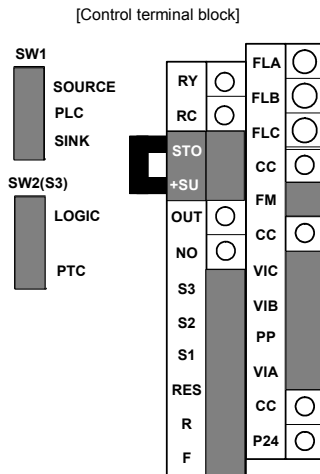 [Control terminal block]
SW1
SOURCE
PLC
SINK
SW2(S3)
LOGIC
PTC
RY
RC
STO
+SU
OUT
NO
S3
S2
S1
RES
R
F
FLA
FLB
FLC
CC
FM
CC
VIC
VIB
PP
VIA
CC
P24